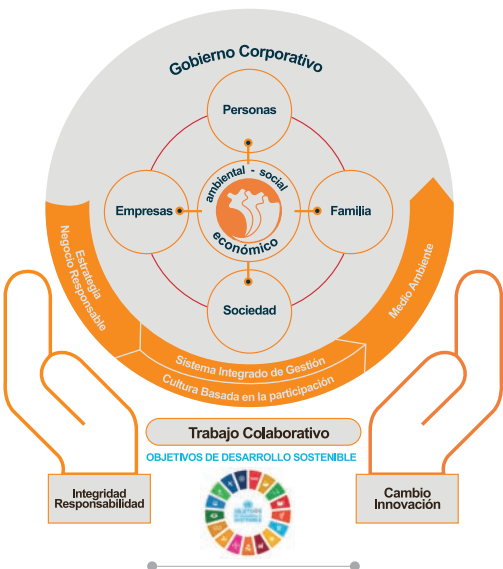 Gobierno Corporativo
Personas
ambiental - social
económico
Empresas
Familia
Sociedad
Estrategia
Negocio Responsable
Medio Ambiente
Sistema Integrado de Gestión
Cultura Basada en la participación
Trabajo Colaborativo
OBJETIVOS DE DESARROLLO SOSTENIBLE
Integridad
Responsabilidad
Cambio
Innovación
OBJETIVOS